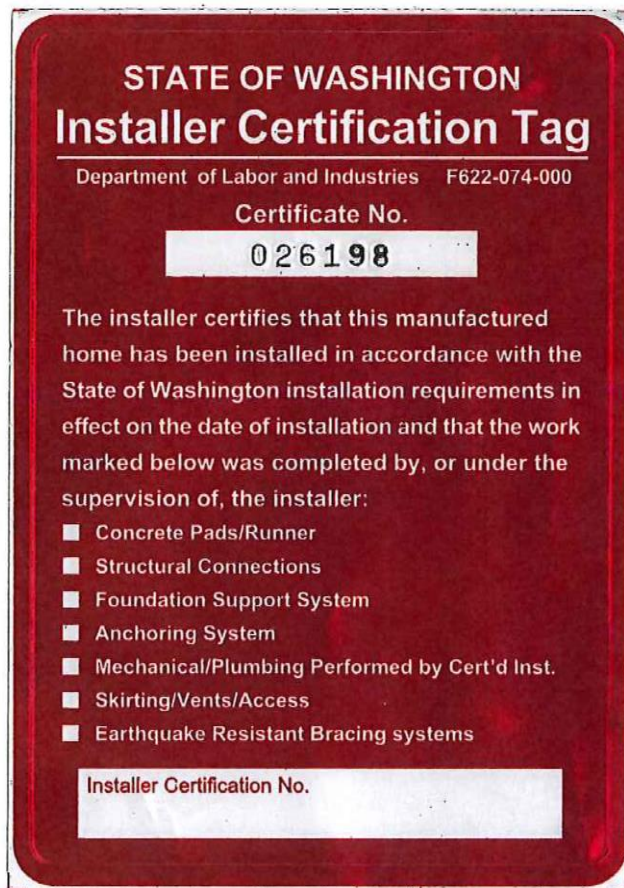 STATE OF WASHINGTON
Installer Certification Tag
Department of Labor and Industries F622-074-000
Certificate No.
026198
The installer certifies that this manufactured
home has been installed in accordance with the
State of Washington installation requirements in
effect on the date of installation and that the work
marked below was completed by, or under the
supervision of, the installer:
Concrete Pads/Runner
Structural Connections
Foundation Support System
Anchoring System
Mechanical/Plumbing Performed by Cert'd Inst.
Skirting/Vents/Access
Earthquake Resistant Bracing systems
Installer Certification No.